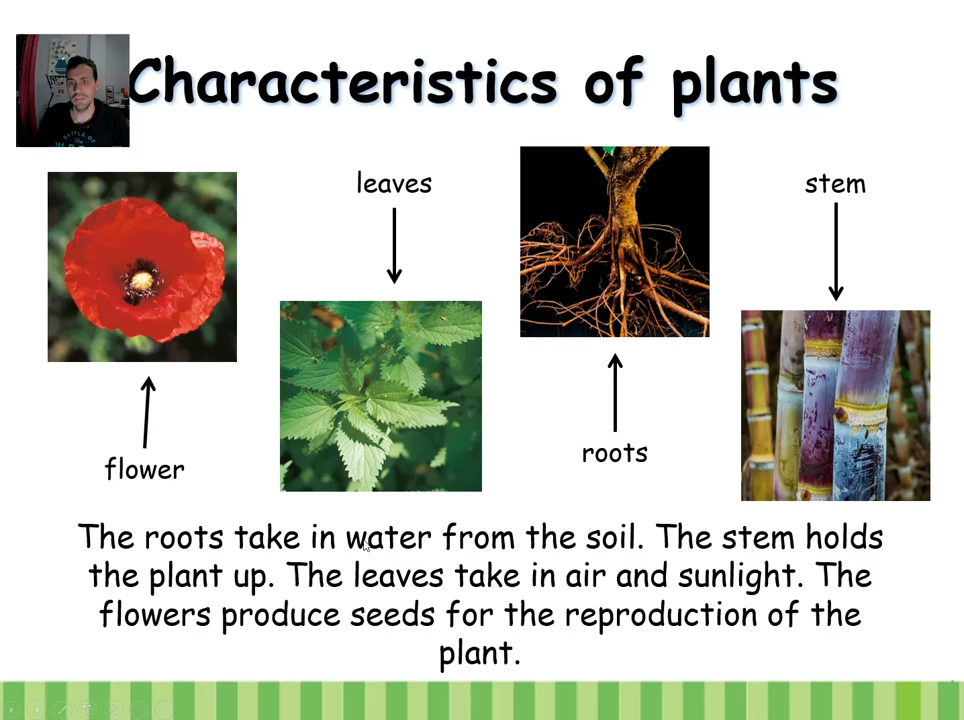 Characteristics of plants
leaves
stem
flower
roots
The roots take in water from the soil. The stem holds
the plant up. The leaves take in air and sunlight. The
flowers produce seeds for the reproduction of the
plant.
BATTLE OF